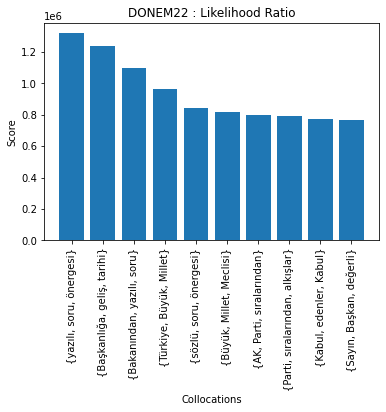 DONEM22 : Likelihood Ratio
1e6
1.2
1.0
0.8
0.6
0.4
0.2
0.0
Score
{yazılı, soru, önergesi}
{Başkanlığa, geliş, tarihi}
{Bakanından, yazılı, soru}
{Türkiye, Büyük, Millet}
{sözlü, soru, önergesi}
{Büyük, Millet, Meclisi}
{AK, Parti, sıralarından}
{Parti, sıralarından, alkışlar}
{Kabul, edenler, Kabul}
{Sayın, Başkan, değerli}
Collocations